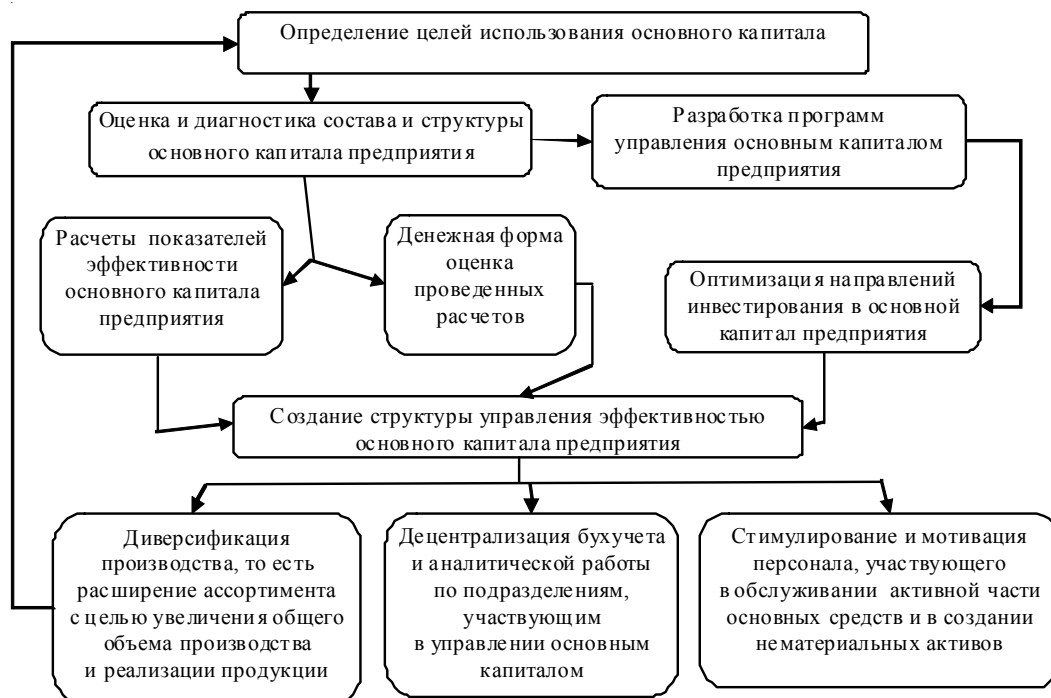 Определение целей использования основного капитала
Оценка и диагностика состава и структуры
основного капитала предприятия
Разработка программ
управления основным капиталом
предприятия
Расчеты показателей
эффективности
основного капитала
предприятия
Денежная форма
оценка
проведенных
расчетов
Оптимизация направлений
инвестирования в основной
капитал предприятия
Создание структуры управления эффективностью
основного капитала предприятия
Диверсификация
производства, то есть
расширение ассортимента
с целью увеличения общего
объема производства
и реализации продукции
Децентрализация бухучета
и аналитической работы
по подразделениям,
участвующим
в управлении основным
капиталом
Стимулирование и мотивация
персонала, участвующего
в обслуживании активной части
основных средств и в создании
нематериальных активов